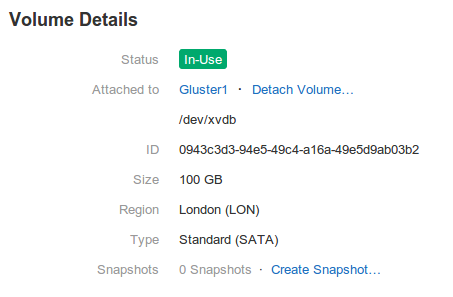 Volume Details
Status In-Use
Attached to Gluster1 · Detach Volume...
/dev/xvdb
ID 0943c3d3-94e5-49c4-a16a-49e5d9ab03b2
Size 100 GB
Region London (LON)
Type Standard (SATA)
Snapshots 0 Snapshots · Create Snapshot...